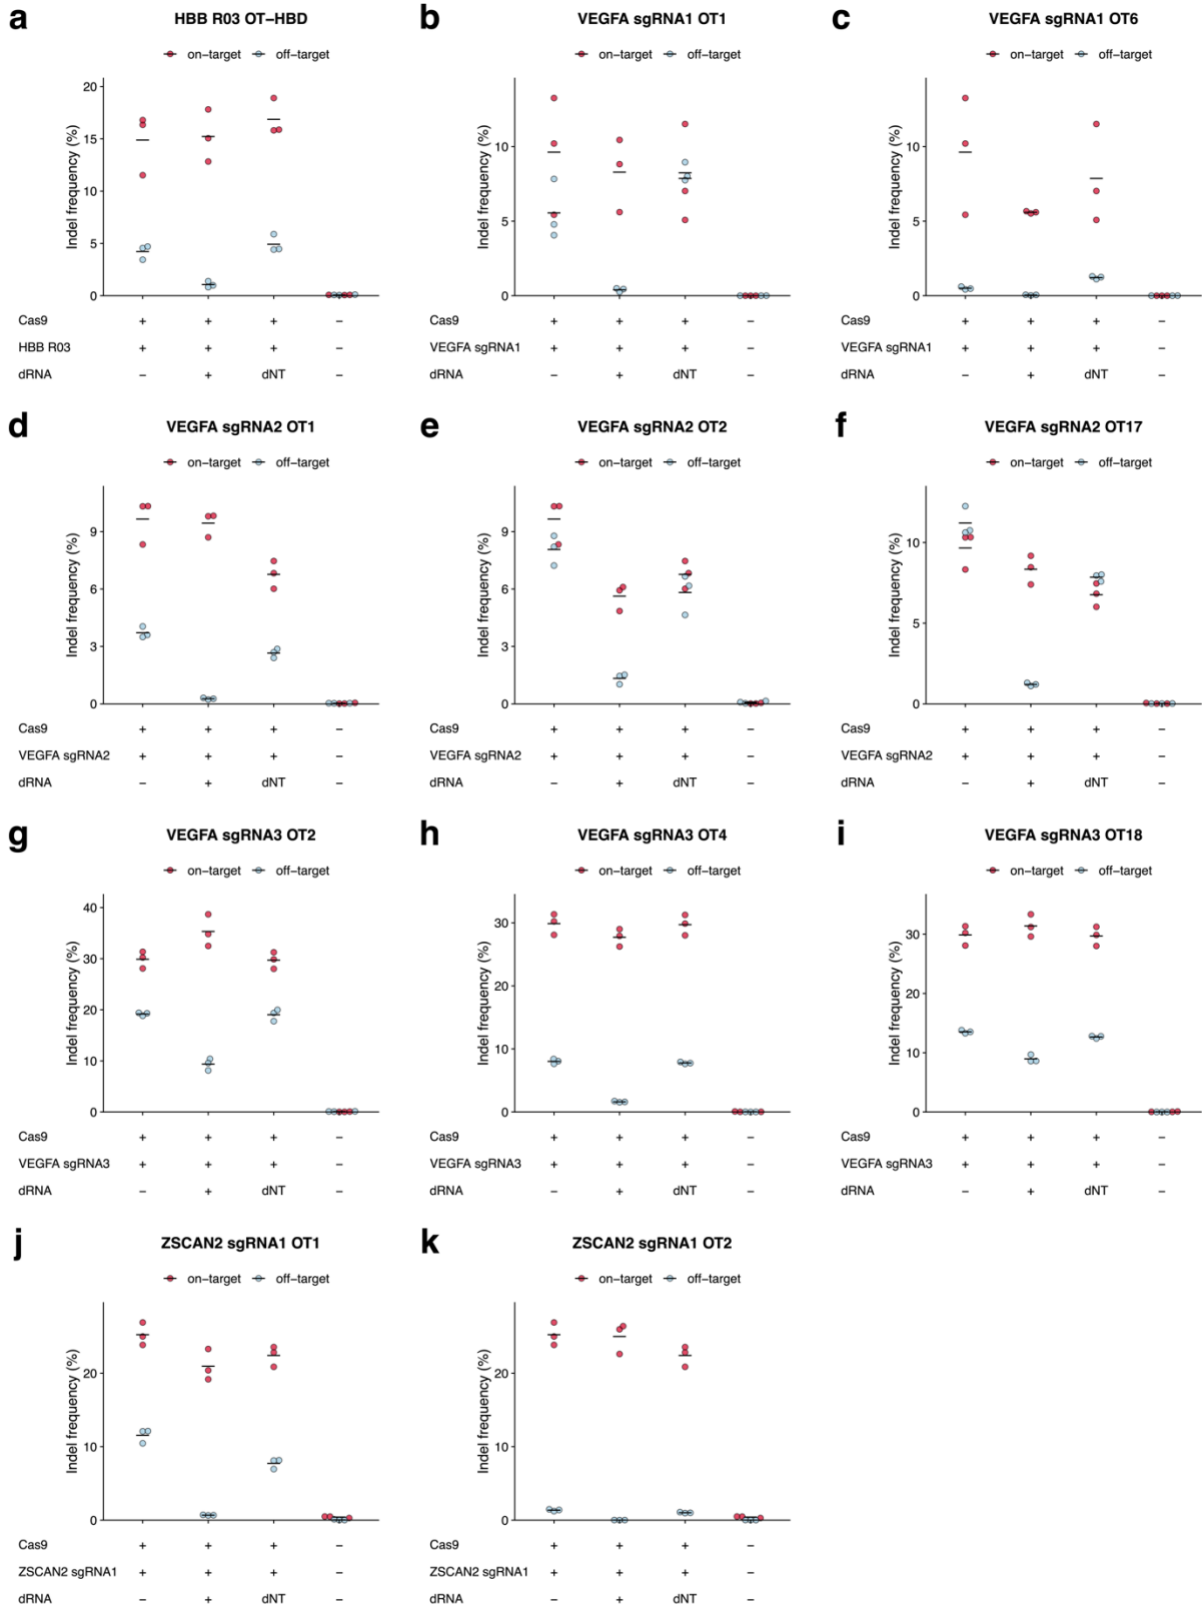 a
HBB R03 OT−HBD
on−target off−target
Indel frequency (%)
20
15
10
5
0
Cas9 + + + −
HBB R03 + + + −
dRNA − + dNT −
b
VEGFA sgRNA1 OT1
on−target off−target
Indel frequency (%)
10
5
0
Cas9 + + + −
VEGFA sgRNA1 + + + −
dRNA − + dNT −
c
VEGFA sgRNA1 OT6
on−target off−target
Indel frequency (%)
10
5
0
Cas9 + + + −
VEGFA sgRNA1 + + + −
dRNA − + dNT −
d
VEGFA sgRNA2 OT1
on−target off−target
Indel frequency (%)
9
6
3
0
Cas9 + + + −
VEGFA sgRNA2 + + + −
dRNA − + dNT −
e
VEGFA sgRNA2 OT2
on−target off−target
Indel frequency (%)
9
6
3
0
Cas9 + + + −
VEGFA sgRNA2 + + + −
dRNA − + dNT −
f
VEGFA sgRNA2 OT17
on−target off−target
Indel frequency (%)
10
5
0
Cas9 + + + −
VEGFA sgRNA2 + + + −
dRNA − + dNT −
g
VEGFA sgRNA3 OT2
on−target off−target
Indel frequency (%)
40
30
20
10
0
Cas9 + + + −
VEGFA sgRNA3 + + + −
dRNA − + dNT −
h
VEGFA sgRNA3 OT4
on−target off−target
Indel frequency (%)
30
20
10
0
Cas9 + + + −
VEGFA sgRNA3 + + + −
dRNA − + dNT −
i
VEGFA sgRNA3 OT18
on−target off−target
Indel frequency (%)
30
20
10
0
Cas9 + + + −
VEGFA sgRNA3 + + + −
dRNA − + dNT −
j
ZSCAN2 sgRNA1 OT1
on−target off−target
Indel frequency (%)
20
10
0
Cas9 + + + −
ZSCAN2 sgRNA1 + + + −
dRNA − + dNT −
k
ZSCAN2 sgRNA1 OT2
on−target off−target
Indel frequency (%)
20
10
0
Cas9 + + + −
ZSCAN2 sgRNA1 + + + −
dRNA − + dNT −